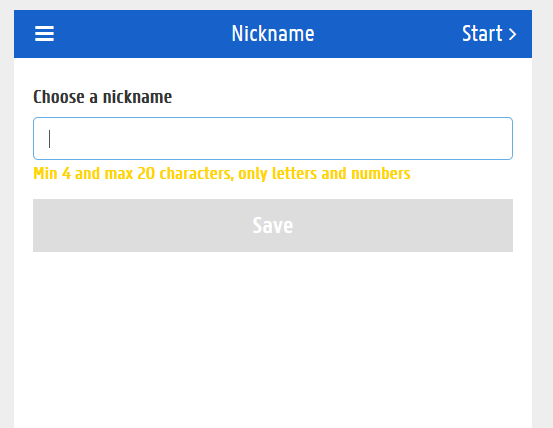 Nickname
Start >
Choose a nickname
Min 4 and max 20 characters, only letters and numbers
Save